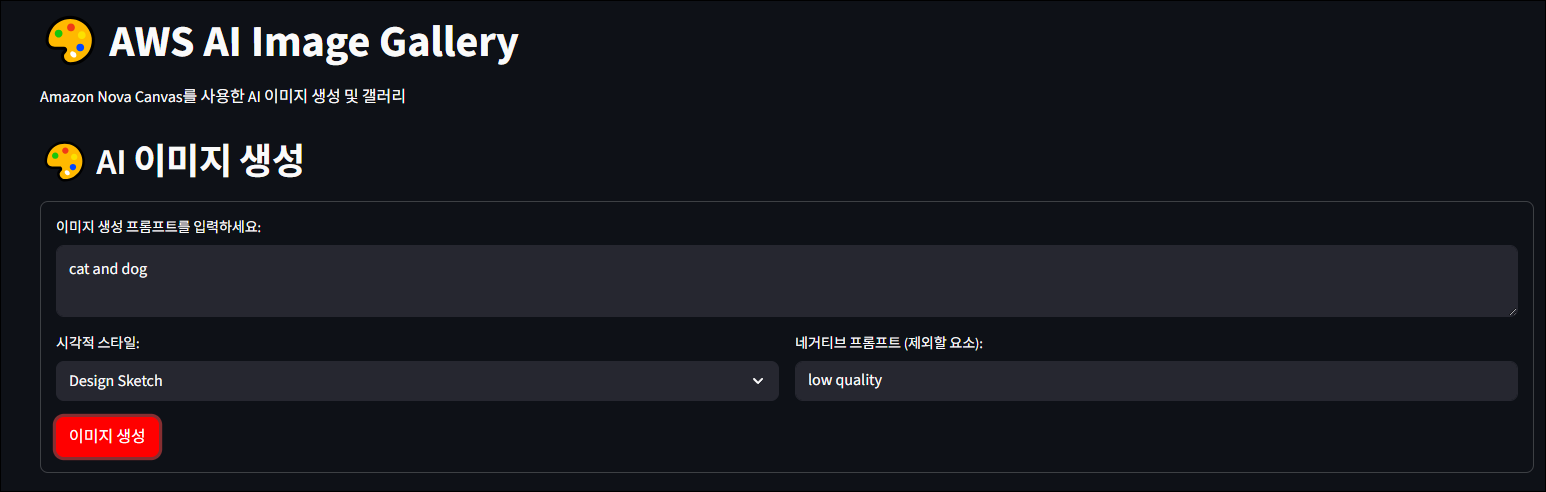 AWS AI Image Gallery
Amazon Nova Canvas를 사용한 AI 이미지 생성 및 갤러리
AI 이미지 생성
이미지 생성 프롬프트를 입력하세요:
cat and dog
시각적 스타일:
네거티브 프롬프트 (제외할 요소):
Design Sketch
low quality
이미지 생성